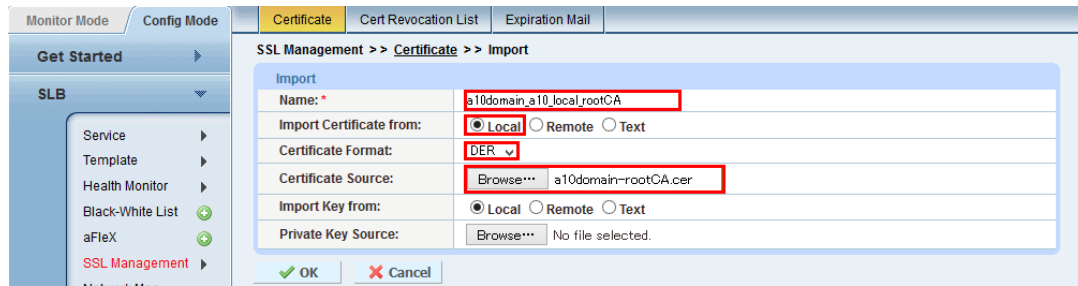 Monitor Mode Config Mode Certificate Cert Revocation List Expiration Mail
Get Started
SSL Management >> Certificate >> Import
Import
SLB
Name: * a10domain_a10_local_rootCA
Import Certificate from: Local Remote Text
Service
Certificate Format: DER
Template
Certificate Source: Browse… a10domain-rootCA.cer
Health Monitor
Import Key from: Local Remote Text
Black-White List
Private Key Source: Browse… No file selected.
aFleX
SSL Management
OK Cancel